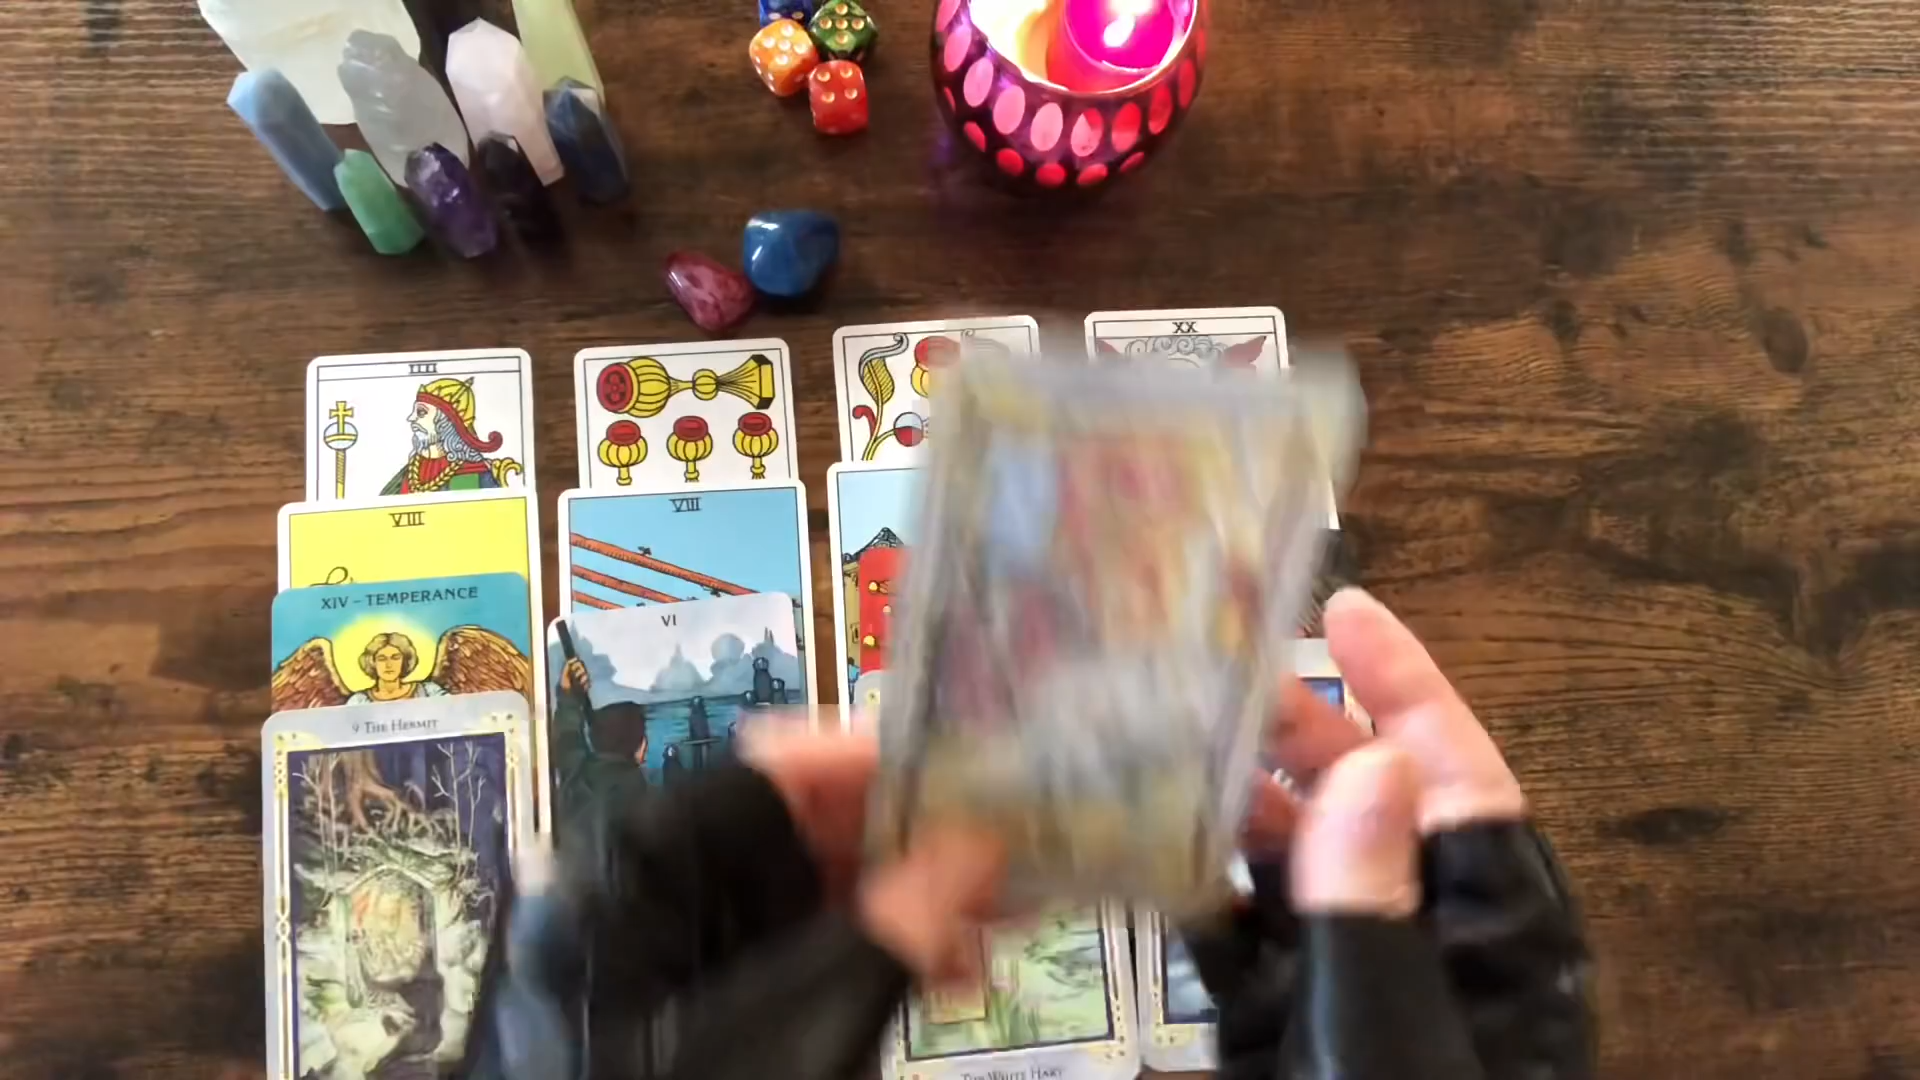 IIII
XX
VIII
VIII
XIV - TEMPERANCE
VI
9 THE HERMIT
THE WHITE HART